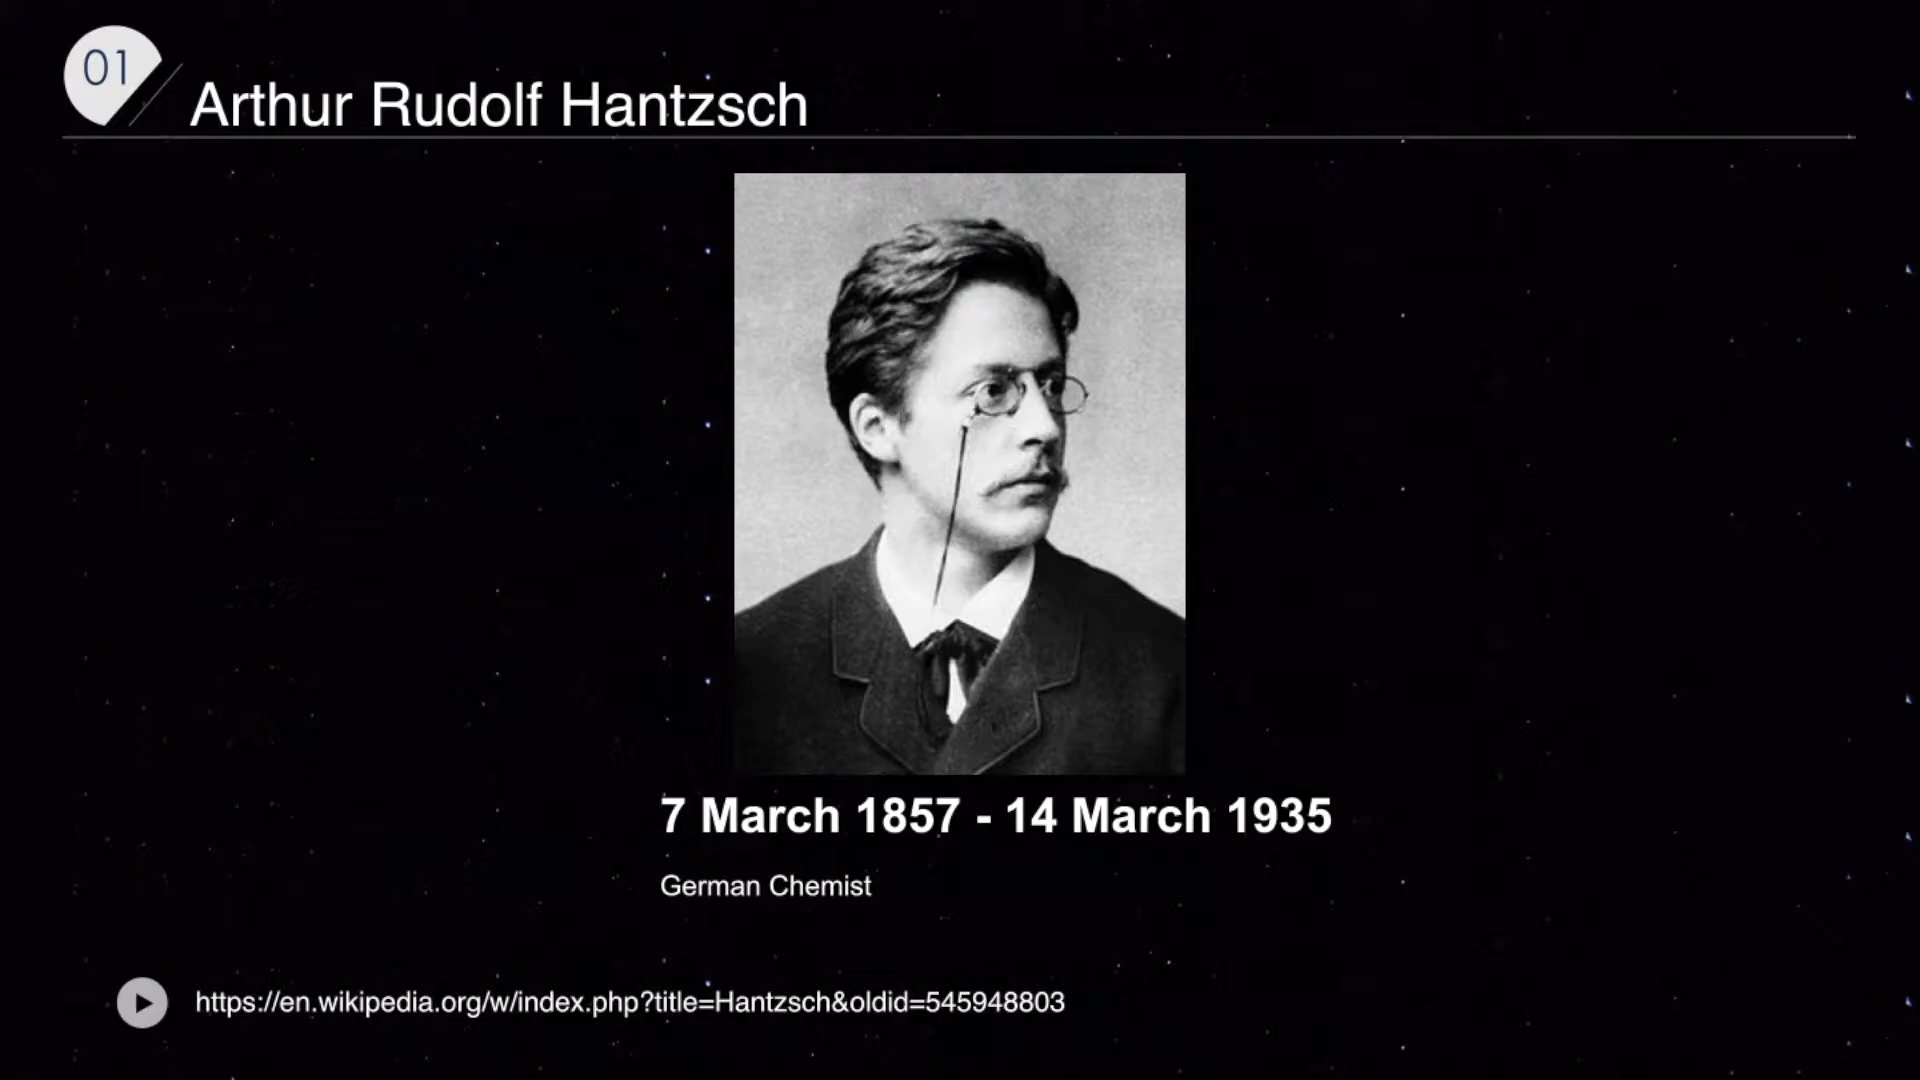 01
Arthur Rudolf Hantzsch
7 March 1857 - 14 March 1935
German Chemist
https://en.wikipedia.org/w/index.php?title=Hantzsch&oldid=545948803